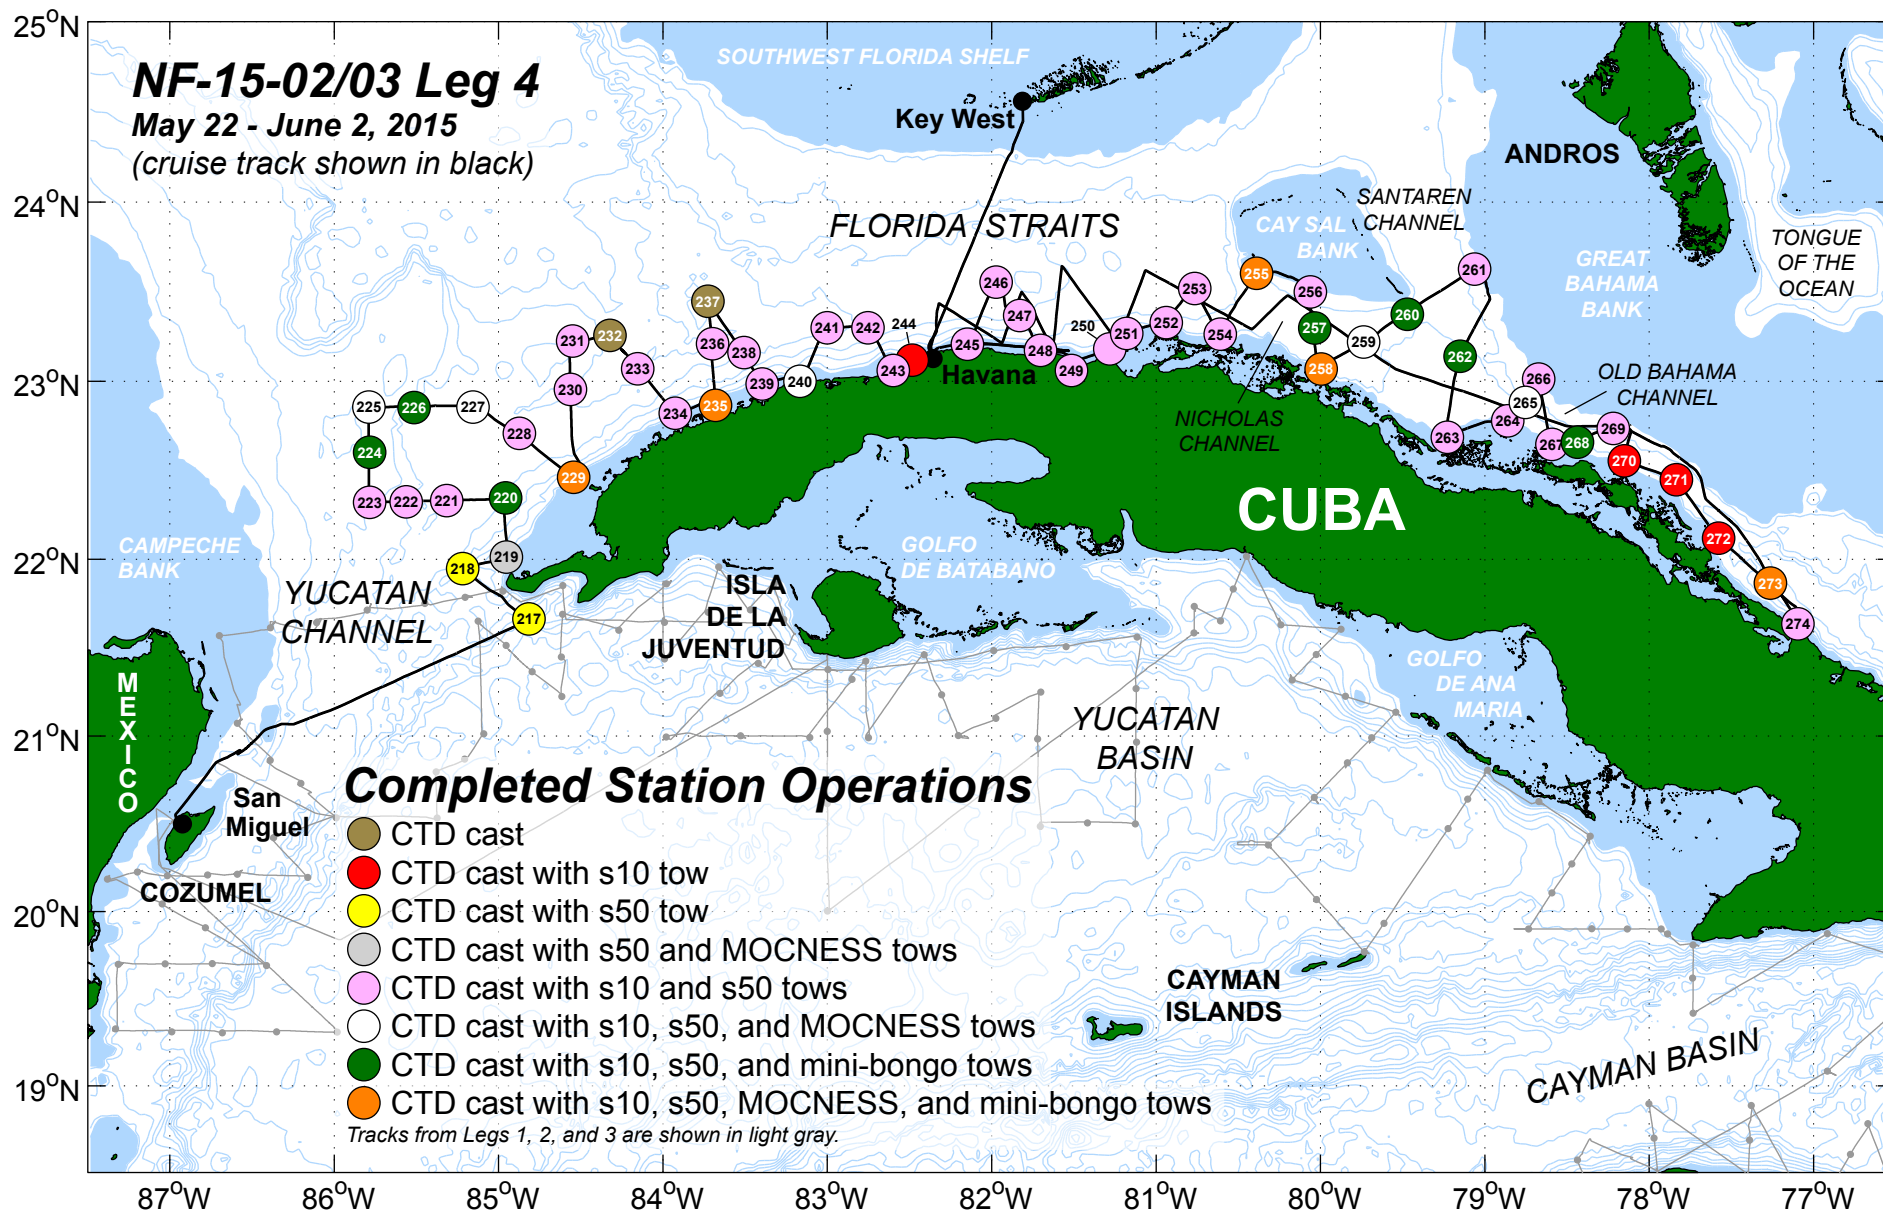 NF-15-02/03 Leg 4
May 22 - June 2, 2015
(cruise track shown in black)
25°N
24°N
23°N
22°N
21°N
20°N
19°N
SOUTHWEST FLORIDA SHELF
Key West
ANDROS
FLORIDA STRAITS
CAY SAL
BANK
SANTAREN
CHANNEL
GREAT
BAHAMA
BANK
TONGUE
OF THE
OCEAN
OLD BAHAMA
CHANNEL
NICHOLAS
CHANNEL
Havana
CUBA
CAMPECHE
BANK
YUCATAN
CHANNEL
ISLA
DE LA
JUVENTUD
GOLFO
DE BATABANO
GOLFO
DE ANA
MARIA
YUCATAN
BASIN
MEXICO
San
Miguel
COZUMEL
CAYMAN
ISLANDS
CAYMAN BASIN
217
218
219
220
221
222
223
224
225
226
227
228
229
230
231
232
233
234
235
236
237
238
239
240
241
242
243
244
245
246
247
248
249
250
251
252
253
254
255
256
257
258
259
260
261
262
263
264
265
266
267
268
269
270
271
272
273
274
Completed Station Operations
CTD cast
CTD cast with s10 tow
CTD cast with s50 tow
CTD cast with s50 and MOCNESS tows
CTD cast with s10 and s50 tows
CTD cast with s10, s50, and MOCNESS tows
CTD cast with s10, s50, and mini-bongo tows
CTD cast with s10, s50, MOCNESS, and mini-bongo tows
Tracks from Legs 1, 2, and 3 are shown in light gray.
87°W
86°W
85°W
84°W
83°W
82°W
81°W
80°W
79°W
78°W
77°W